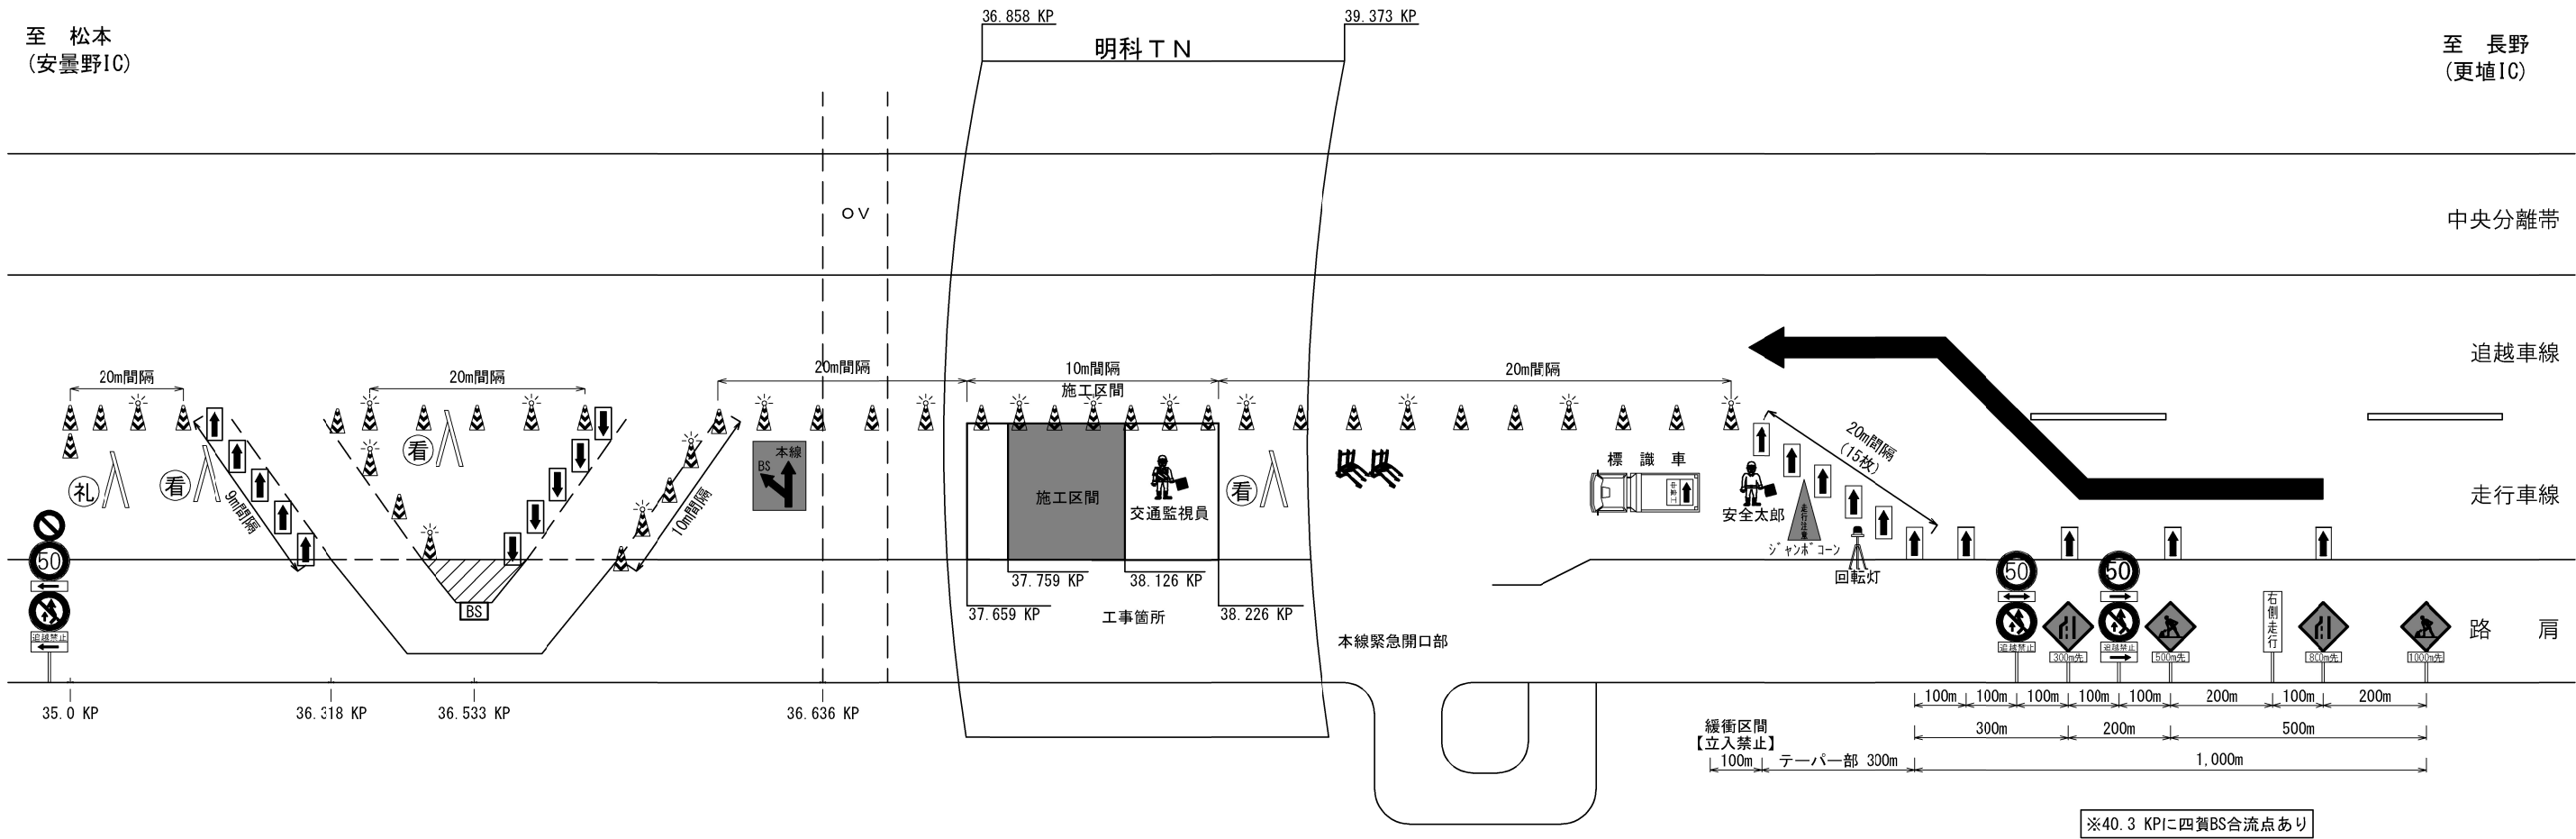 36.858 KP
39.373 KP
至 松本
(安曇野IC)
明科TN
至 長野
(更埴IC)
OV
中央分離帯
追越車線
20m間隔
20m間隔
20m間隔
10m間隔
施工区間
20m間隔
20m間隔
(15枚)
本線
BS
看
看
礼
看
9m間隔
10m間隔
施工区間
交通監視員
標 識 車
安全太郎
走行注意
ジャンボコーン
回転灯
走行車線
50
追越禁止
BS
37.759 KP
38.126 KP
37.659 KP
工事箇所
38.226 KP
本線緊急開口部
50
追越禁止
300m先
50
追越禁止
500m先
右側走行
800m先
1000m先
路 肩
35.0 KP
36.318 KP
36.533 KP
36.636 KP
100m
100m
100m
100m
100m
200m
100m
200m
300m
200m
500m
緩衝区間
【立入禁止】
100m
テーパー部 300m
1,000m
※40.3 KPに四賀BS合流点あり